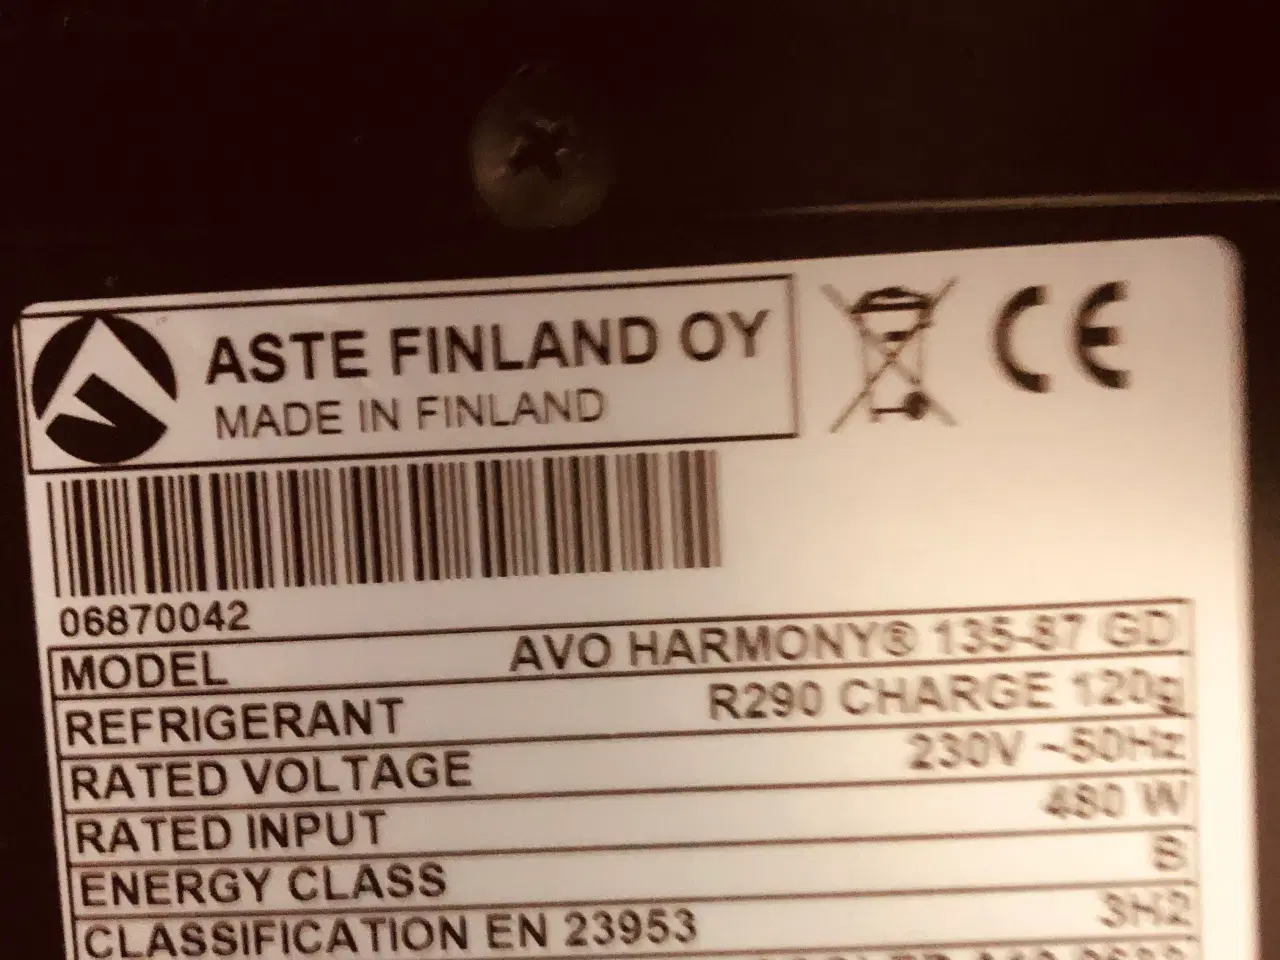 ASTE FINLAND OY
MADE IN FINLAND
CE
06870042
MODEL AVO HARMONY® 135-87 GD
REFRIGERANT R290 CHARGE 120g
RATED VOLTAGE 230V ~50Hz
RATED INPUT 480 W
ENERGY CLASS B
CLASSIFICATION EN 23953 3H2